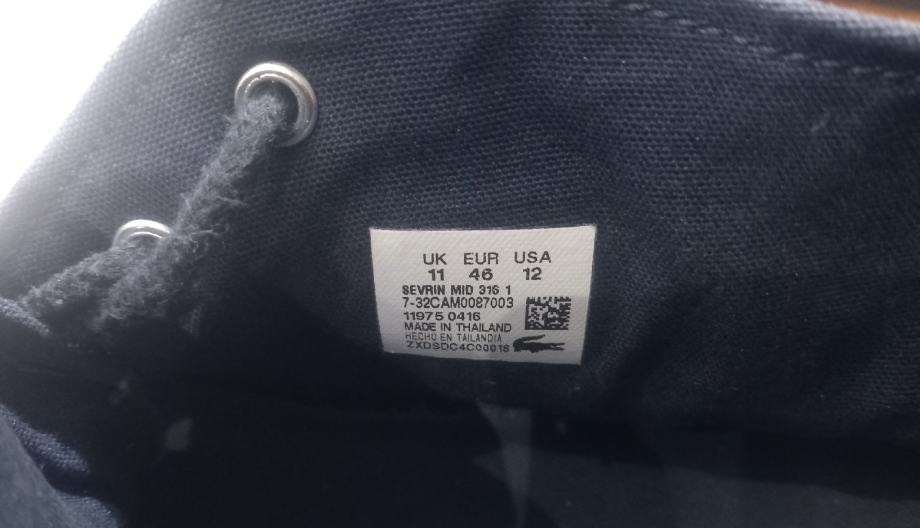 UK EUR USA
11 46 12
SEVRIN MID 316 1
7-32CAM0087003
11975 0416
MADE IN THAILAND
HECHO EN TAILANDIA
ZXDSDC4C00018